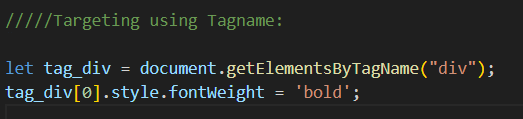 /////Targeting using Tagname:
let tag_div = document.getElementsByTagName("div");
tag_div[0].style.fontWeight = 'bold';